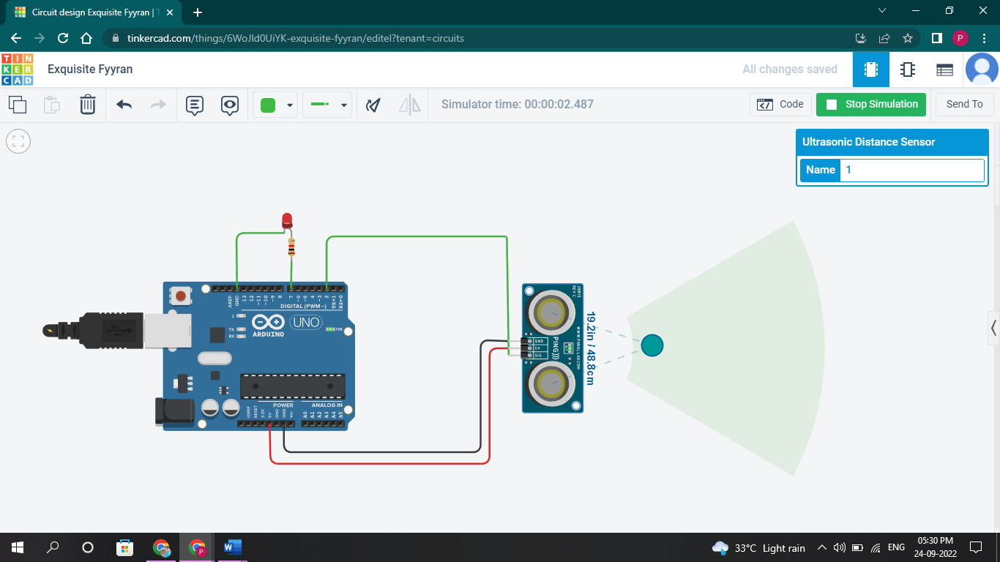 Circuit design Exquisite Fyyran | T
tinkercad.com/things/6WoJld0UiYK-exquisite-fyyran/editel?tenant=circuits
P
TIN
KER
CAD
Exquisite Fyyran
All changes saved
Simulator time: 00:00:02.487
Code
Stop Simulation
Send To
Ultrasonic Distance Sensor
Name 1
AREF
GND
13
12
~11
~10
~9
8
7
~6
~5
4
~3
2
TX→1
RX←0
DIGITAL (PWM~)
L
TX
RX
UNO
ARDUINO
ON
POWER
ANALOG IN
IOREF
RESET
3.3V
5V
GND
GND
Vin
A0
A1
A2
A3
A4
A5
28015
REV C
PING)))
WWW.PARALLAX.COM
GND
5V
SIG
19.2in / 48.8cm
33°C Light rain
ENG
05:30 PM
24-09-2022